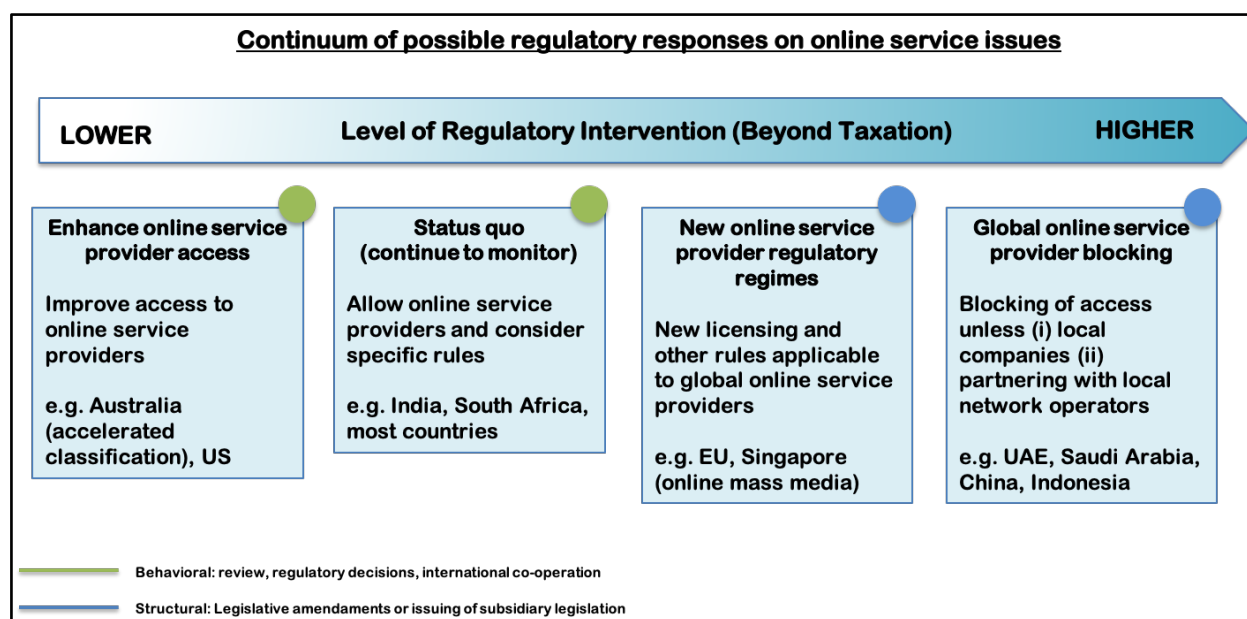 Continuum of possible regulatory responses on online service issues
LOWER
Level of Regulatory Intervention (Beyond Taxation)
HIGHER
Enhance online service
provider access
Improve access to
online service
providers
e.g. Australia
(accelerated
classification), US
Status quo
(continue to monitor)
Allow online service
providers and consider
specific rules
e.g. India, South Africa,
most countries
New online service
provider regulatory
regimes
New licensing and
other rules applicable
to global online service
providers
e.g. EU, Singapore
(online mass media)
Global online service
provider blocking
Blocking of access
unless (i) local
companies (ii)
partnering with local
network operators
e.g. UAE, Saudi Arabia,
China, Indonesia
Behavioral: review, regulatory decisions, international co-operation
Structural: Legislative amendaments or issuing of subsidiary legislation